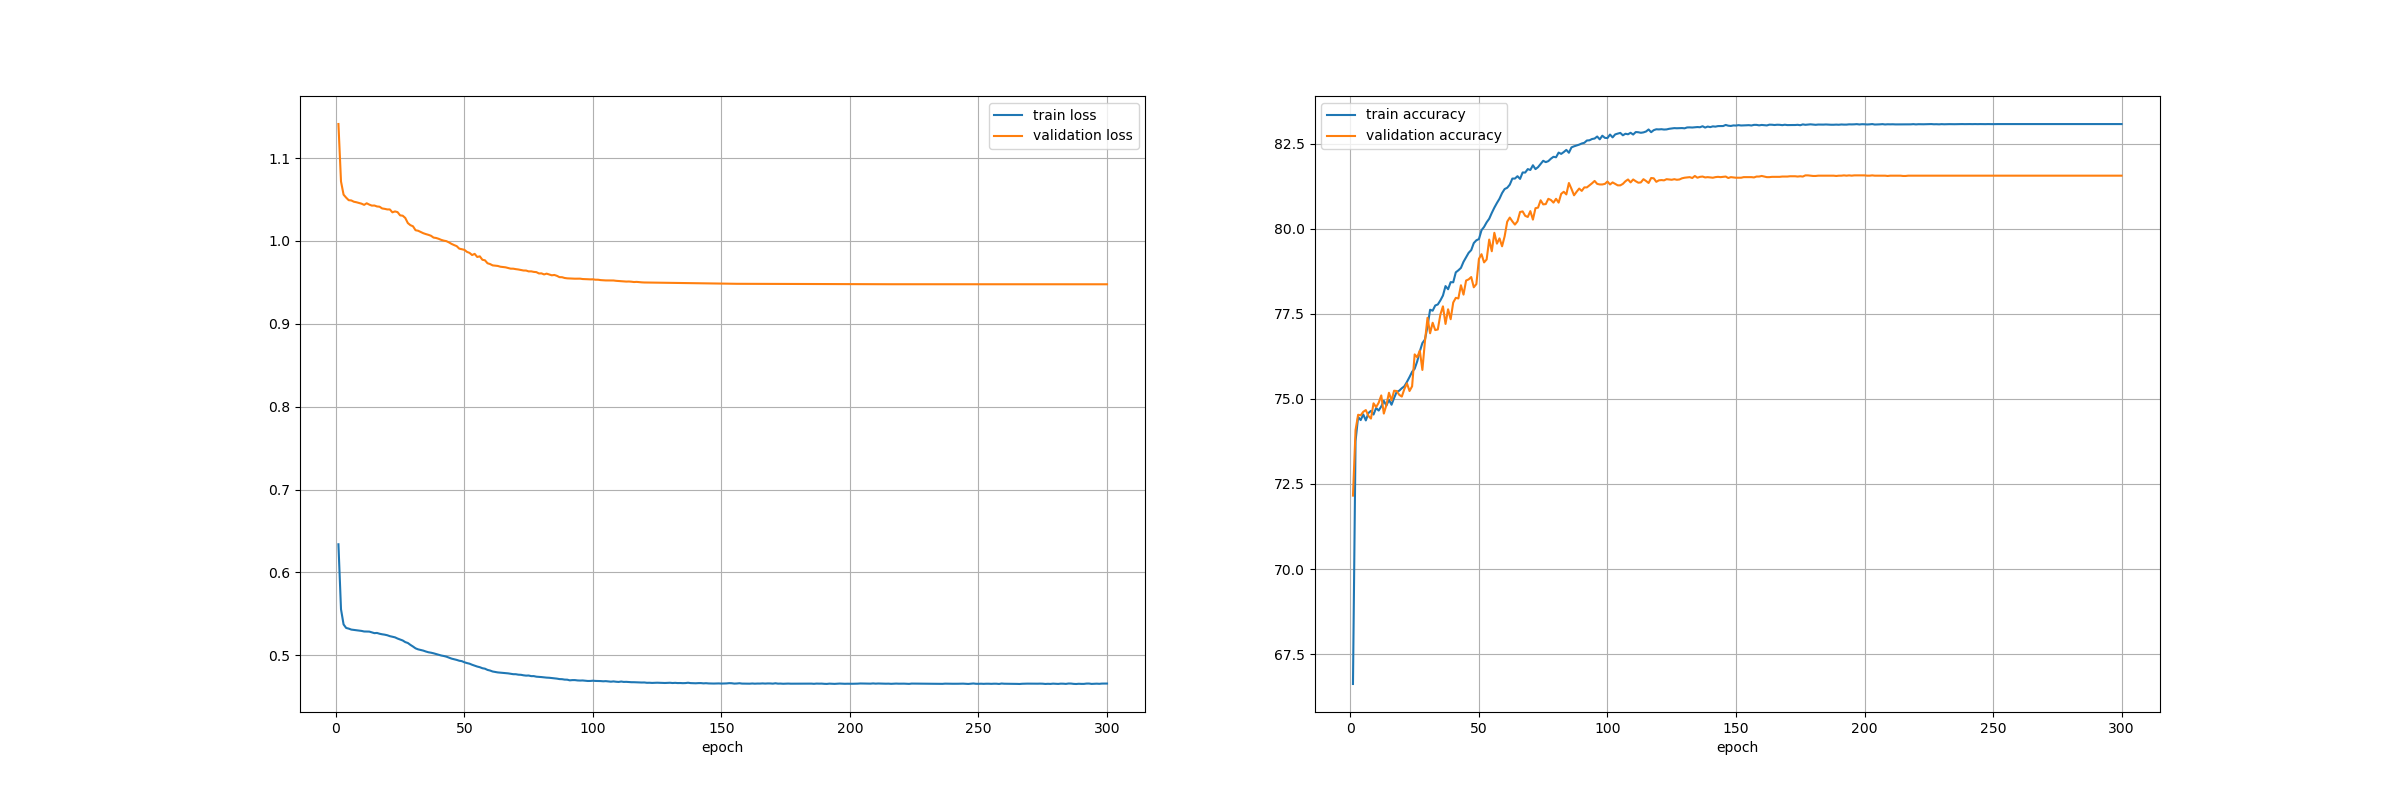 train loss
validation loss
1.1
1.0
0.9
0.8
0.7
0.6
0.5
0 50 100 150 200 250 300
epoch
train accuracy
validation accuracy
82.5
80.0
77.5
75.0
72.5
70.0
67.5
0 50 100 150 200 250 300
epoch